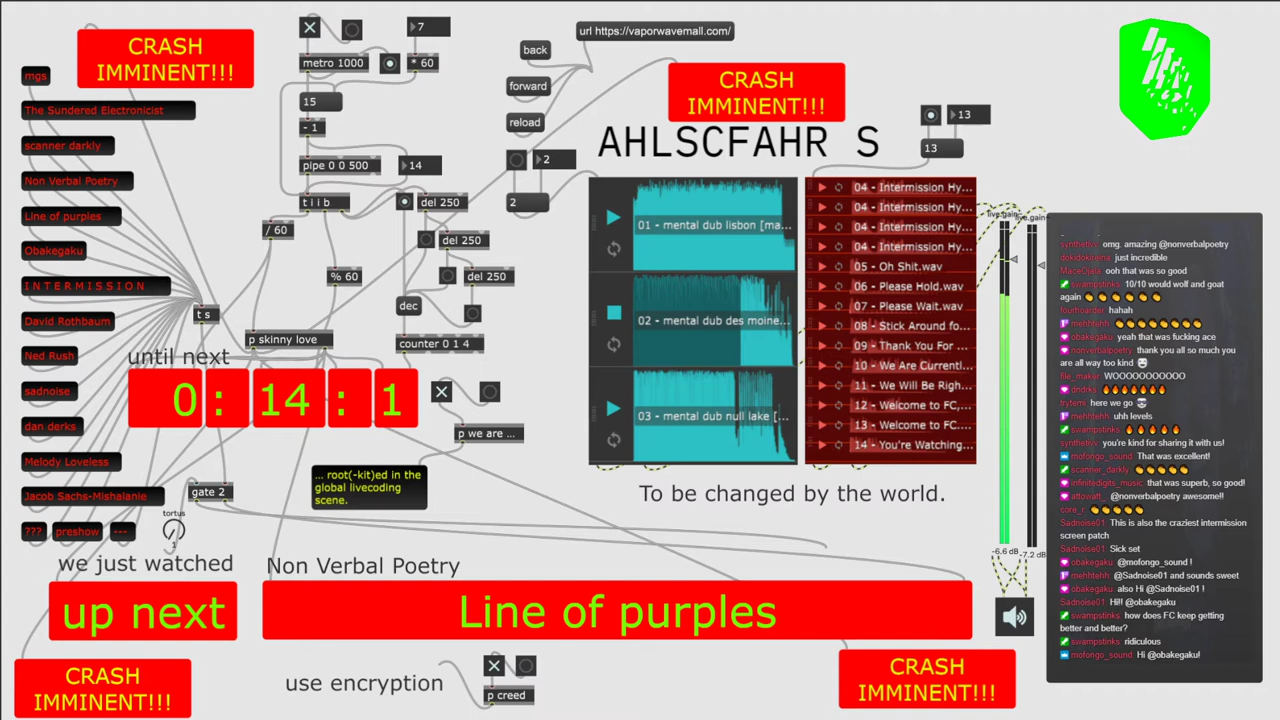 CRASH
IMMINENT!!!
mgs
The Sundered Electronicist
scanner darkly
Non Verbal Poetry
Line of purples
Obakegaku
I N T E R M I S S I O N
David Rothbaum
Ned Rush
sadnoise
dan derks
Melody Loveless
Jacob Sachs-Mishalanie
???
preshow
---
7
metro 1000
* 60
15
- 1
pipe 0 0 500
14
t i i b
del 250
/ 60
del 250
% 60
del 250
dec
t s
p skinny love
counter 0 1 4
until next
0 : 14 : 1
p we are ...
... root(-kit)ed in the
global livecoding
scene.
gate 2
tortus
1
back
forward
reload
2
2
url https://vaporwavemall.com/
CRASH
IMMINENT!!!
AHLSCFAHR S
13
13
01 - mental dub lisbon [ma...
02 - mental dub des moine...
03 - mental dub null lake [...
04 - Intermission Hy...
04 - Intermission Hy...
04 - Intermission Hy...
04 - Intermission Hy...
05 - Oh Shit.wav
06 - Please Hold.wav
07 - Please Wait.wav
08 - Stick Around fo...
09 - Thank You For ...
10 - We Are Currentl...
11 - We Will Be Righ...
12 - Welcome to FC,...
13 - Welcome to FC....
14 - You're Watching...
To be changed by the world.
live.gain~
live.gain~
-6.6 dB
-7.2 dB
synthetivv: omg. amazing @nonverbalpoetry
dokidokireina: just incredible
MaceOjala: ooh that was so good
swampstinks: 10/10 would wolf and goat
again 👏👏👏👏👏👏
fourhoarder: hahah
mehhtehh: 👏👏👏👏👏👏👏👏
obakegaku: yeah that was fucking ace
nonverbalpoetry: thank you all so much you
are all way too kind
file_maker: WOOOOOOOOOO
dndrks: 🔥🔥🔥🔥🔥🔥🔥
trytemi: here we go
mehhtehh: uhh levels
swampstinks: 🔥🔥🔥🔥🔥
synthetivv: you're kind for sharing it with us!
mofongo_sound: That was excellent!
scanner_darkly: 👏👏👏👏👏
infinitedigits_music: that was superb, so good!
attowatt_: @nonverbalpoetry awesome!!
core_r: 👏👏👏👏👏
Sadnoise01: This is also the craziest intermission
screen patch
Sadnoise01: Sick set
obakegaku: @mofongo_sound !
mehhtehh: @Sadnoise01 and sounds sweet
obakegaku: also Hi @Sadnoise01 !
Sadnoise01: Hi!! @obakegaku
swampstinks: how does FC keep getting
better and better?
swampstinks: ridiculous
mofongo_sound: Hi @obakegaku!
we just watched
Non Verbal Poetry
up next
Line of purples
CRASH
IMMINENT!!!
use encryption
p creed
CRASH
IMMINENT!!!